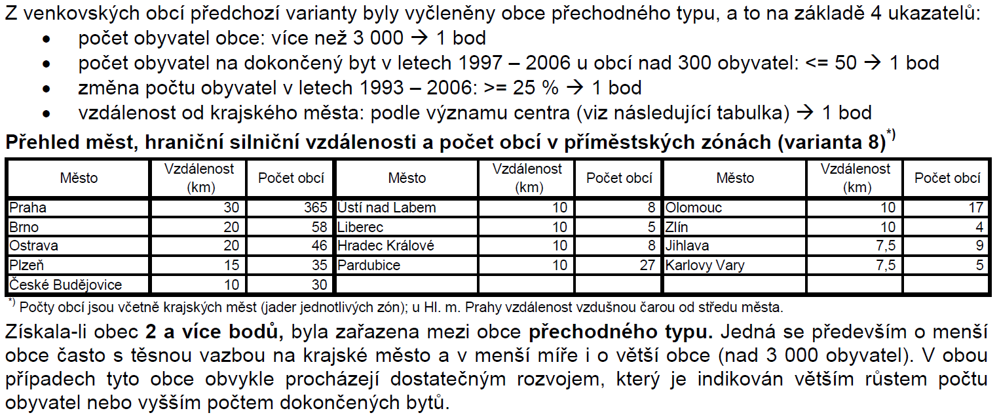 Z venkovských obcí předchozí varianty byly vyčleněny obce přechodného typu, a to na základě 4 ukazatelů:
• počet obyvatel obce: více než 3 000 → 1 bod
• počet obyvatel na dokončený byt v letech 1997 – 2006 u obcí nad 300 obyvatel: <= 50 → 1 bod
• změna počtu obyvatel v letech 1993 – 2006: >= 25 % → 1 bod
• vzdálenost od krajského města: podle významu centra (viz následující tabulka) → 1 bod
Přehled měst, hraniční silniční vzdálenosti a počet obcí v příměstských zónách (varianta 8)*)
Město Vzdálenost (km) Počet obcí Město Vzdálenost (km) Počet obcí Město Vzdálenost (km) Počet obcí
Praha 30 365 Ústí nad Labem 10 8 Olomouc 10 17
Brno 20 58 Liberec 10 5 Zlín 10 4
Ostrava 20 46 Hradec Králové 10 8 Jihlava 7,5 9
Plzeň 15 35 Pardubice 10 27 Karlovy Vary 7,5 5
České Budějovice 10 30
*) Počty obcí jsou včetně krajských měst (jader jednotlivých zón); u Hl. m. Prahy vzdálenost vzdušnou čarou od středu města.
Získala-li obec 2 a více bodů, byla zařazena mezi obce přechodného typu. Jedná se především o menší
obce často s těsnou vazbou na krajské město a v menší míře i o větší obce (nad 3 000 obyvatel). V obou
případech tyto obce obvykle procházejí dostatečným rozvojem, který je indikován větším růstem počtu
obyvatel nebo vyšším počtem dokončených bytů.